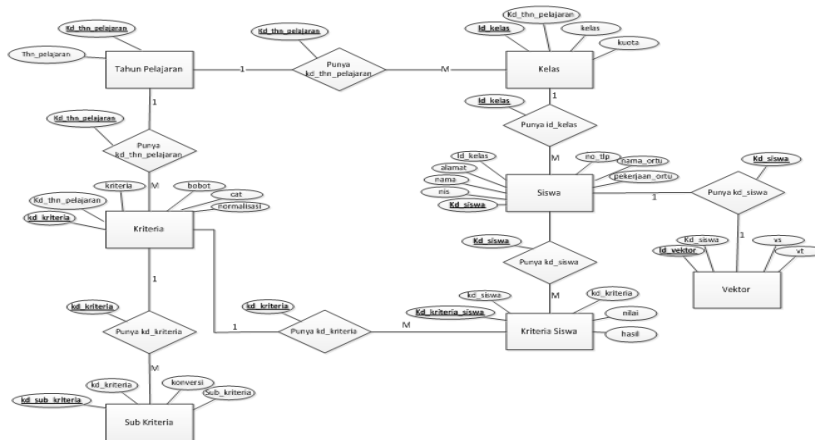 Kd_thn_pelajaran
Thn_pelajaran
Tahun Pelajaran
1
Kd_thn_pelajaran
Punya
kd_thn_pelajaran
M
Kd_thn_pelajaran
Id_kelas
kelas
kuota
Kelas
1
Id_kelas
Punya id_kelas
M
1
Kd_thn_pelajaran
Punya
kd_thn_pelajaran
M
Id_kelas
alamat
nama
nis
Kd_siswa
no_tlp
nama_ortu
pekerjaan_ortu
Siswa
1
Kd_siswa
Punya kd_siswa
1
kriteria
Kd_thn_pelajaran
kd_kriteria
bobot
cat
normalisasi
Kriteria
Kd_siswa
Punya kd_siswa
M
Kd_siswa
Id_vektor
vs
vt
Vektor
1
kd_kriteria
Punya kd_kriteria
M
1
kd_kriteria
Punya kd_kriteria
M
kd_siswa
Kd_kriteria_siswa
kd_kriteria
nilai
hasil
Kriteria Siswa
kd_kriteria
kd_sub_kriteria
konversi
Sub_kriteria
Sub Kriteria